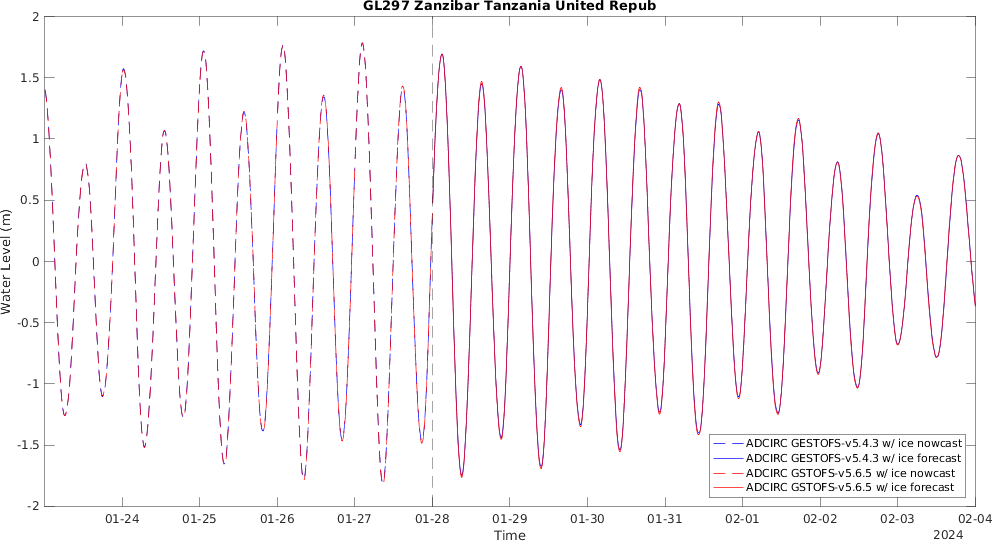 GL297 Zanzibar Tanzania United Repub
2
1.5
1
0.5
0
-0.5
-1
-1.5
-2
Water Level (m)
01-24 01-25 01-26 01-27 01-28 01-29 01-30 01-31 02-01 02-02 02-03 02-04
Time
2024
ADCIRC GESTOFS-v5.4.3 w/ ice nowcast
ADCIRC GESTOFS-v5.4.3 w/ ice forecast
ADCIRC GSTOFS-v5.6.5 w/ ice nowcast
ADCIRC GSTOFS-v5.6.5 w/ ice forecast